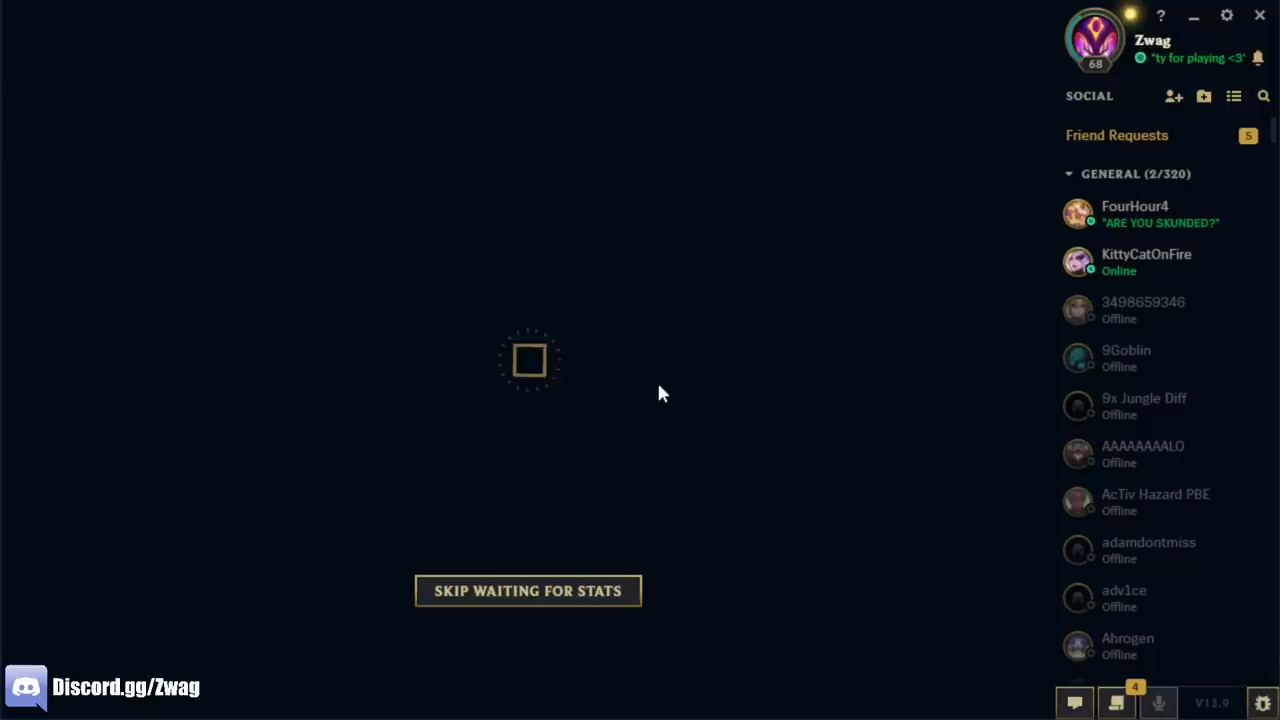 ?
Zwag
68
"ty for playing <3"
SOCIAL
Friend Requests
5
GENERAL (2/320)
FourHour4
"ARE YOU SKUNDED?"
KittyCatOnFire
Online
3498659346
Offline
9Goblin
Offline
9x Jungle Diff
Offline
AAAAAAAALO
Offline
AcTiv Hazard PBE
Offline
adamdontmiss
Offline
adv1ce
Offline
Ahrogen
Offline
SKIP WAITING FOR STATS
Discord.gg/Zwag
4
V13.9